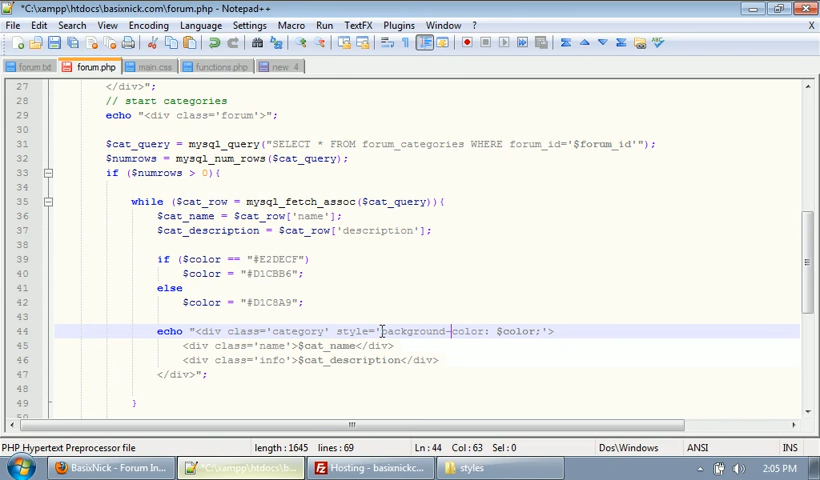 *C:\xampp\htdocs\basixnick.com\forum.php - Notepad++
File Edit Search View Encoding Language Settings Macro Run TextFX Plugins Window ? X
forum.txt forum.php main.css functions.php new 4
27 </div>";
28 // start categories
29 echo "<div class='forum'>";
30
31 $cat_query = mysql_query("SELECT * FROM forum_categories WHERE forum_id='$forum_id'");
32 $numrows = mysql_num_rows($cat_query);
33 if ($numrows > 0){
34
35 while ($cat_row = mysql_fetch_assoc($cat_query)){
36 $cat_name = $cat_row['name'];
37 $cat_description = $cat_row['description'];
38
39 if ($color == "#E2DECF")
40 $color = "#D1CBB6";
41 else
42 $color = "#D1C8A9";
43
44 echo "<div class='category' style='background-color: $color;'>
45 <div class='name'>$cat_name</div>
46 <div class='info'>$cat_description</div>
47 </div>";
48
49 }
PHP Hypertext Preprocessor file length : 1645 lines : 69 Ln : 44 Col : 63 Sel : 0 Dos\Windows ANSI INS
BasixNick - Forum In... *C:\xampp\htdocs\b... Hosting - basixnickc... styles 2:05 PM